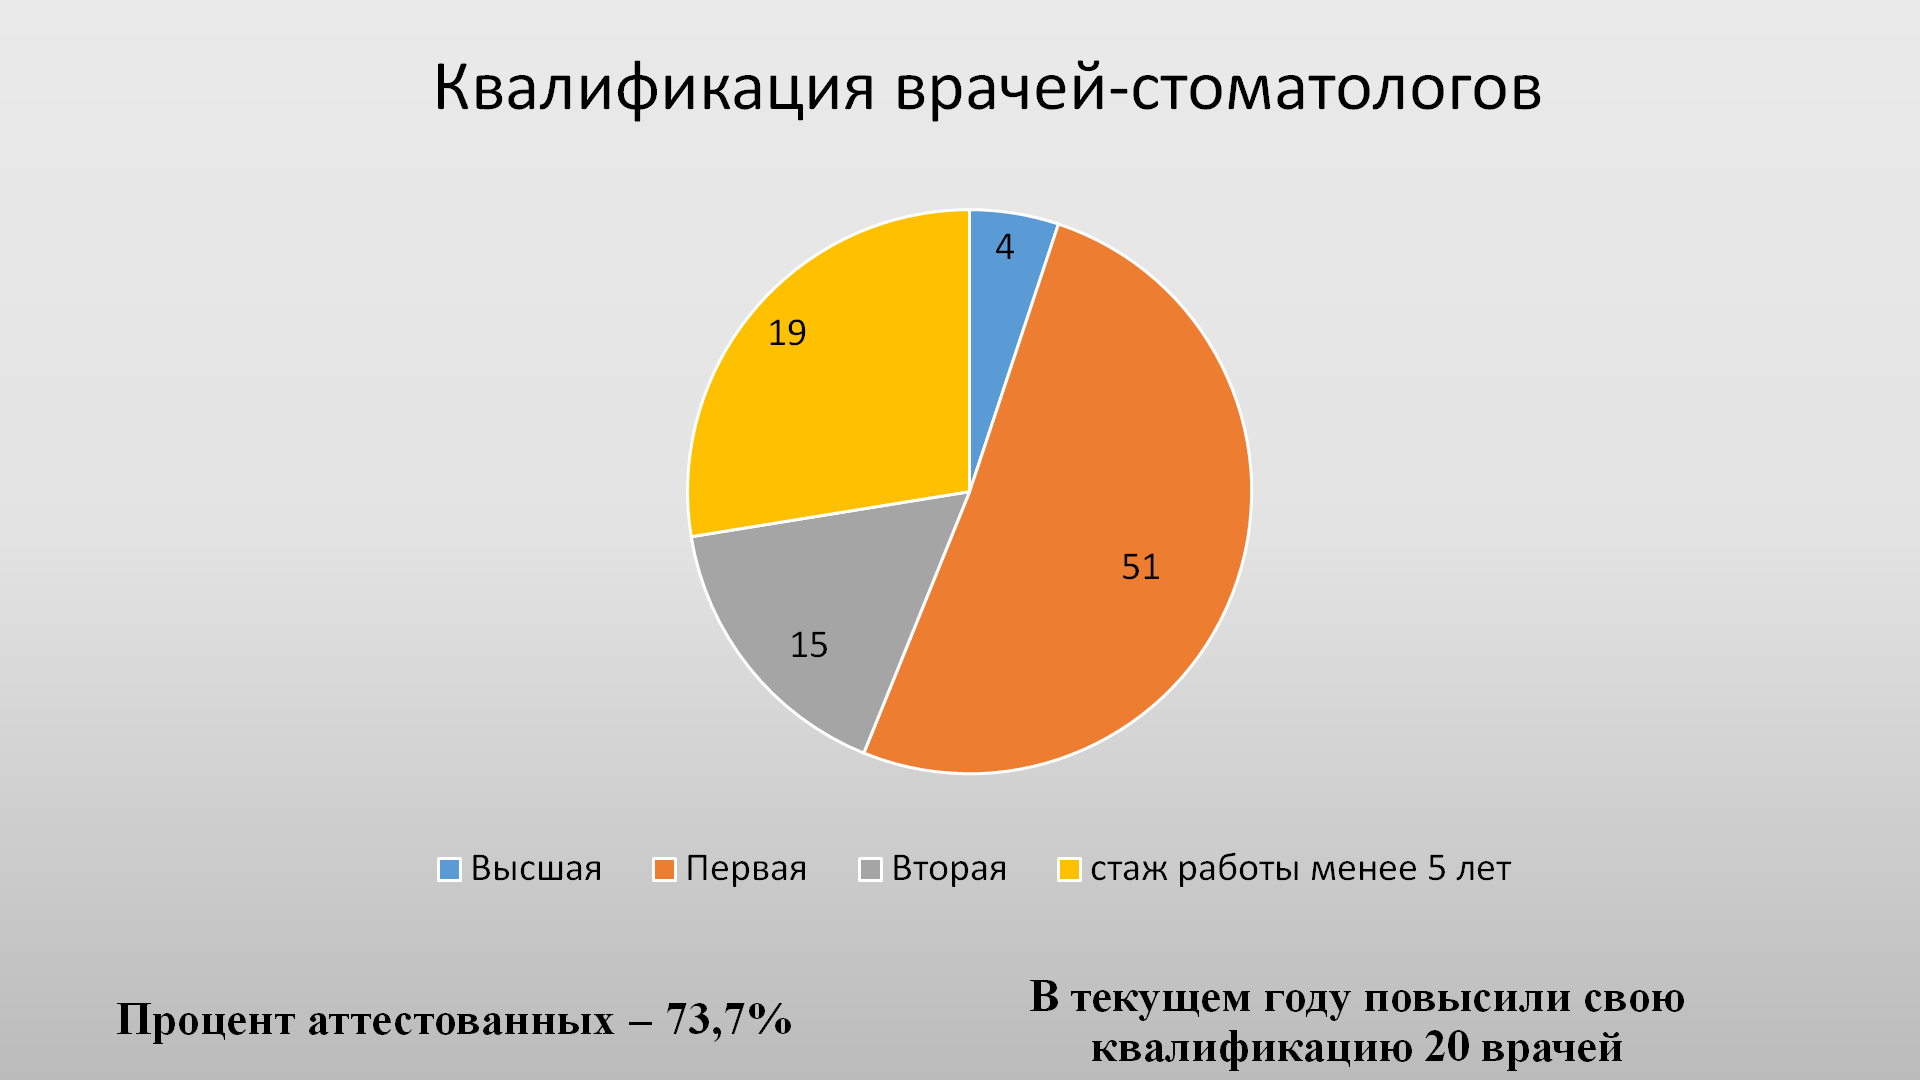 Квалификация врачей-стоматологов
4
19
51
15
Высшая
Первая
Вторая
стаж работы менее 5 лет
Процент аттестованных – 73,7%
В текущем году повысили свою
квалификацию 20 врачей